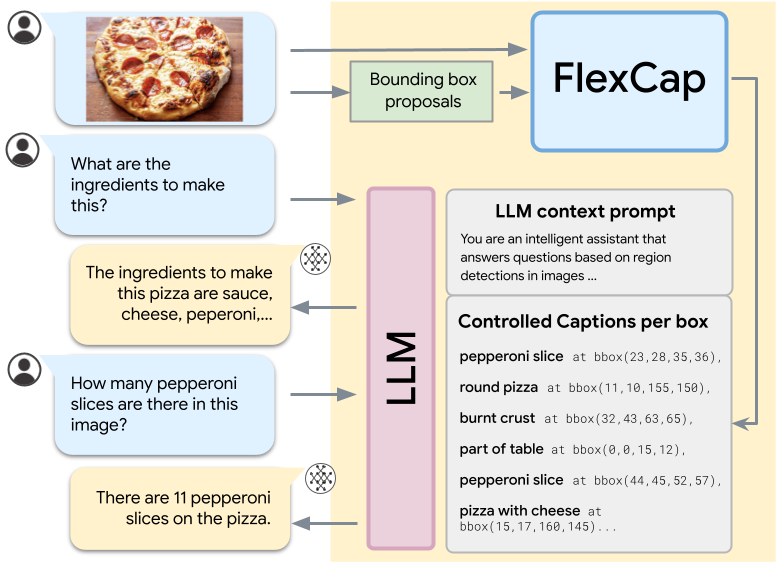 Bounding box
proposals
FlexCap
What are the
ingredients to make
this?
LLM context prompt
You are an intelligent assistant that
answers questions based on region
detections in images ...
The ingredients to make
this pizza are sauce,
cheese, peperoni,...
LLM
Controlled Captions per box
pepperoni slice at bbox(23,28,35,36),
round pizza at bbox(11,10,155,150),
burnt crust at bbox(32,43,63,65),
part of table at bbox(0,0,15,12),
pepperoni slice at bbox(44,45,52,57),
pizza with cheese at
bbox(15,17,160,145)...
How many pepperoni
slices are there in this
image?
There are 11 pepperoni
slices on the pizza.